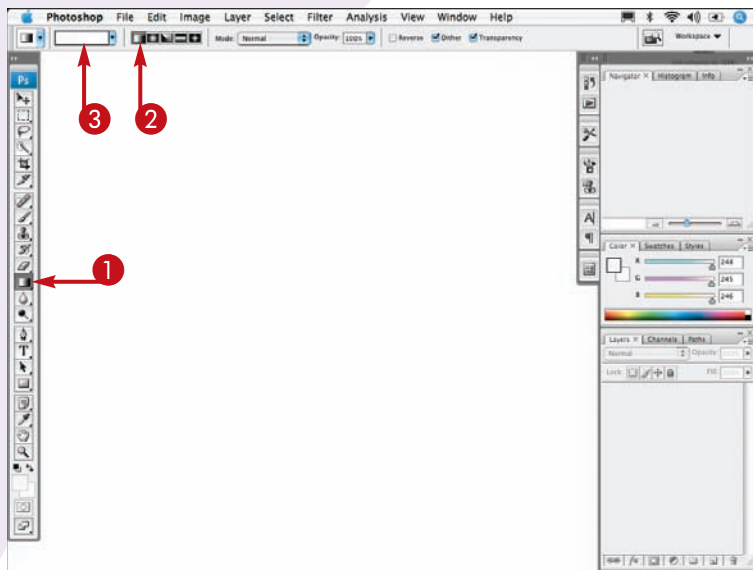 Photoshop File Edit Image Layer Select Filter Analysis View Window Help
Mode: Normal Opacity: 100% Reverse Dither Transparency Workspace
3
2
Ps
Navigator × Histogram Info
1
A
Color × Swatches Styles
R 248
G 245
B 246
T
Layers × Channels Paths
Normal Opacity:
Lock: Fill:
fx